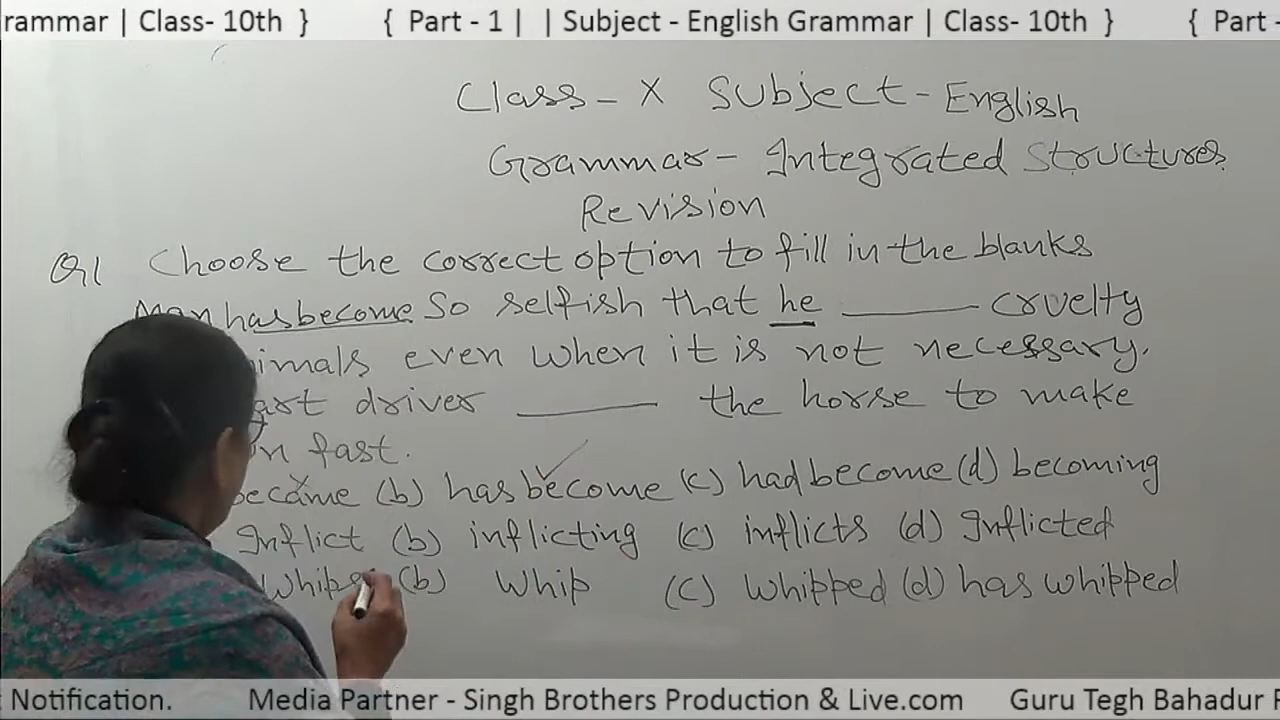 rammar | Class- 10th } { Part - 1 | | Subject - English Grammar | Class- 10th } { Part -
Class - X Subject - English
Grammar - Integrated Structures
Revision
Q1 Choose the correct option to fill in the blanks
Man has become so selfish that he ______ cruelty
imals even when it is not necessary.
art driver ______ the horse to make
n fast.
became (b) has become (c) had become (d) becoming
Inflict (b) inflicting (c) inflicts (d) Inflicted
Whips (b) Whip (c) Whipped (d) has whipped
Notification. Media Partner - Singh Brothers Production & Live.com Guru Tegh Bahadur